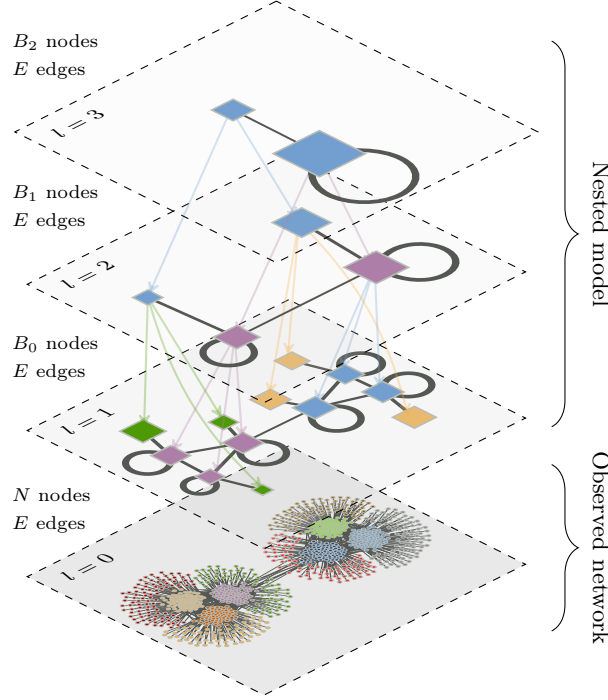 B₂ nodes
E edges
l = 3
B₁ nodes
E edges
l = 2
B₀ nodes
E edges
l = 1
N nodes
E edges
l = 0
Nested model
Observed network